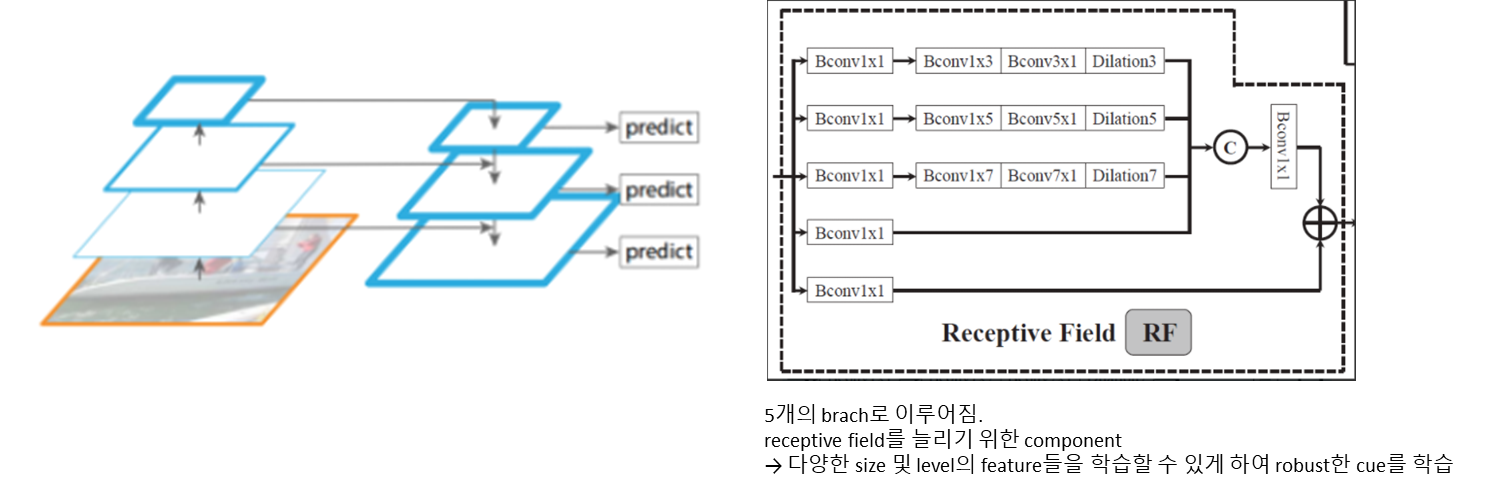 predict
predict
predict
Bconv1x1 Bconv1x3 Bconv3x1 Dilation3
Bconv1x1 Bconv1x5 Bconv5x1 Dilation5
Bconv1x1 Bconv1x7 Bconv7x1 Dilation7
Bconv1x1
Bconv1x1
C
Bconv1x1
Receptive Field RF
5개의 brach로 이루어짐.
receptive field를 늘리기 위한 component
→ 다양한 size 및 level의 feature들을 학습할 수 있게 하여 robust한 cue를 학습